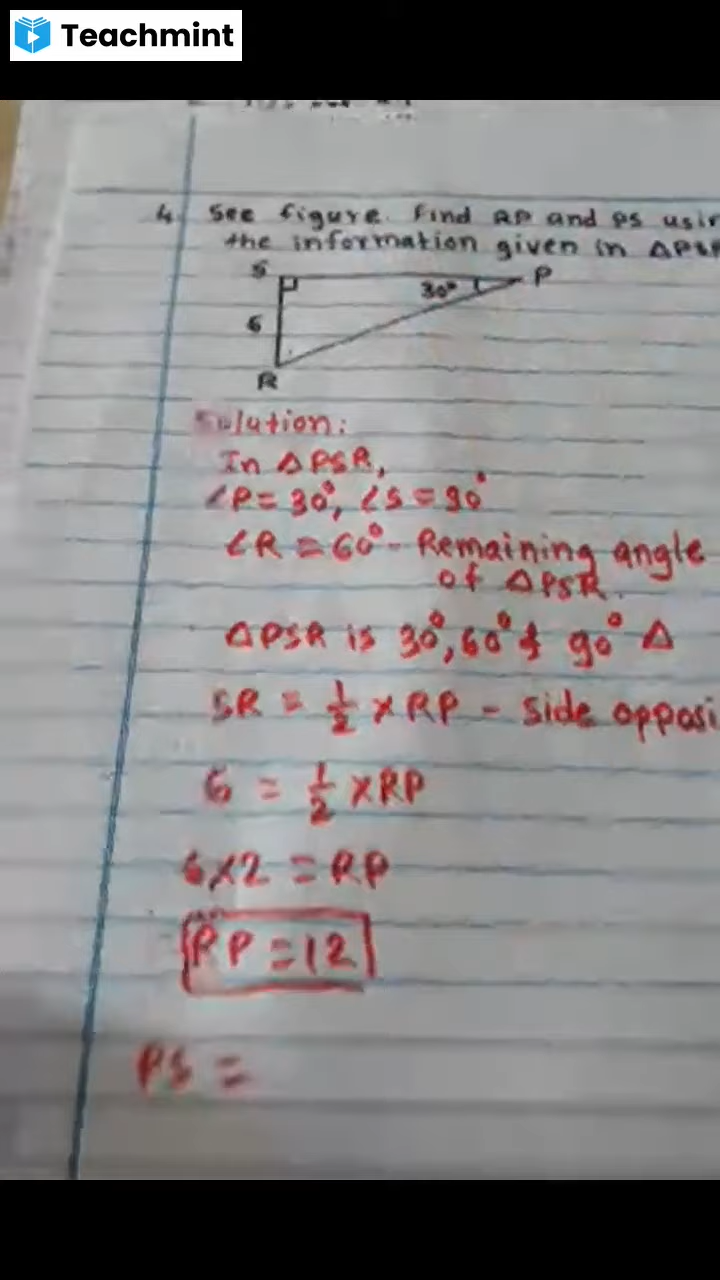 Teachmint
4. See figure. Find RP and PS usin
the information given in ΔPSR
S
P
30°
6
R
Solution:
In ΔPSR,
∠P = 30°, ∠S = 90°
∠R = 60° - Remaining angle
of ΔPSR.
ΔPSR is 30°, 60° & 90° Δ
SR = 1/2 × RP - Side opposi
6 = 1/2 × RP
6×2 = RP
RP = 12
PS =